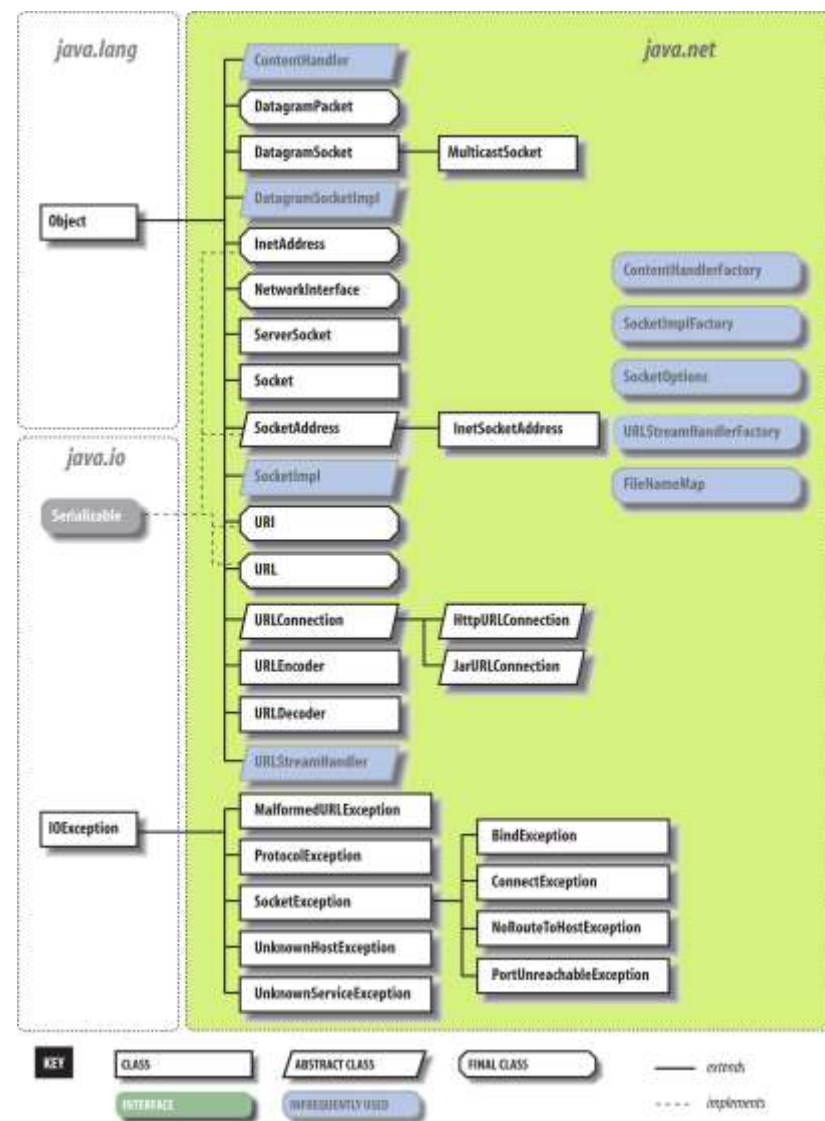 java.lang
java.net
ContentHandler
DatagramPacket
DatagramSocket
MulticastSocket
DatagramSocketImpl
Object
InetAddress
NetworkInterface
ContentHandlerFactory
ServerSocket
SocketImplFactory
Socket
SocketOptions
SocketAddress
InetSocketAddress
URLStreamHandlerFactory
java.io
SocketImpl
FileNameMap
Serializable
URI
URL
URLConnection
HttpURLConnection
URLEncoder
JarURLConnection
URLDecoder
URLStreamHandler
MalformedURLException
IOException
BindException
ProtocolException
ConnectException
SocketException
NoRouteToHostException
UnknownHostException
PortUnreachableException
UnknownServiceException
KEY
CLASS
ABSTRACT CLASS
FINAL CLASS
extends
INTERFACE
INFREQUENTLY USED
implements